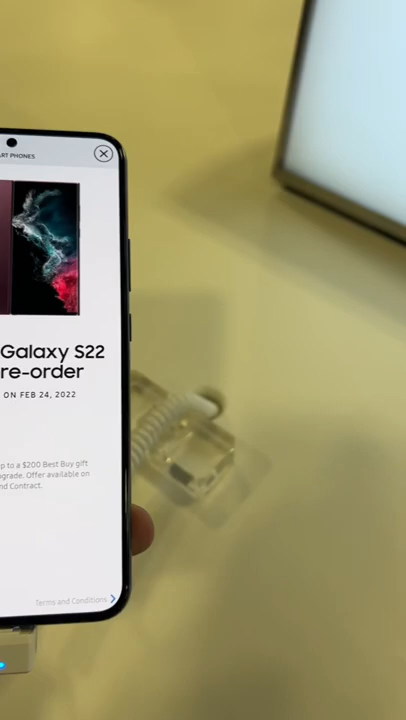 ART PHONES
Galaxy S22
re-order
ON FEB 24, 2022
p to a $200 Best Buy gift
pgrade. Offer available on
nd Contract.
Terms and Conditions